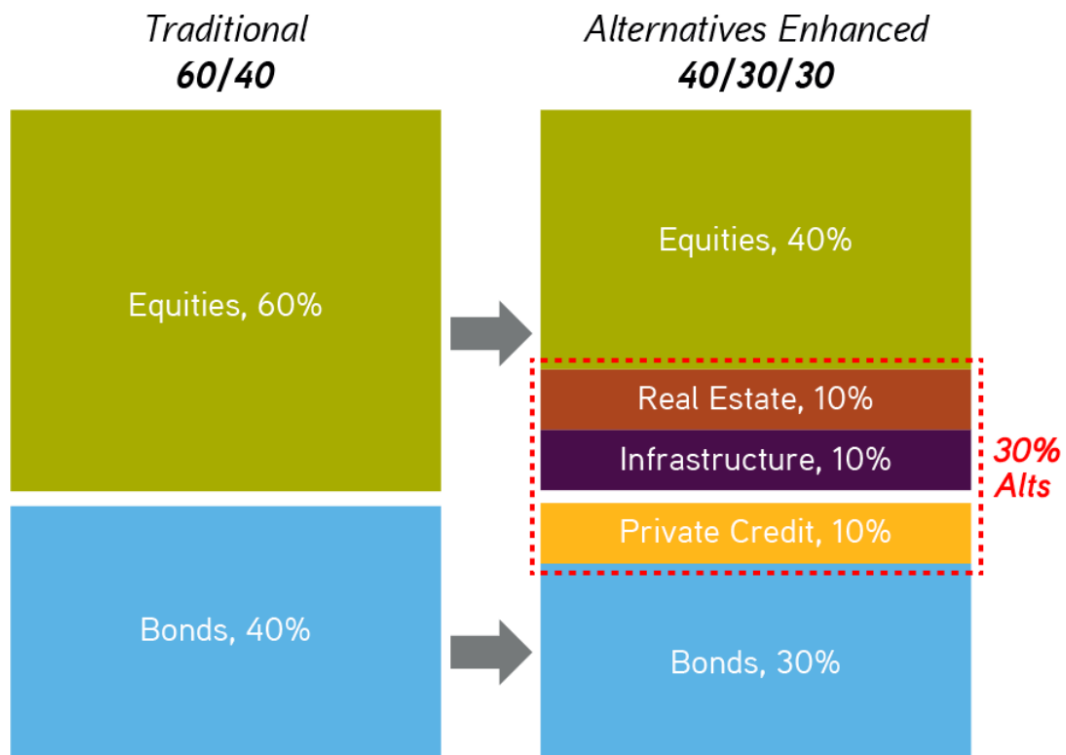 Traditional
60/40
Alternatives Enhanced
40/30/30
Equities, 60%
Bonds, 40%
Equities, 40%
Real Estate, 10%
Infrastructure, 10%
Private Credit, 10%
Bonds, 30%
30%
Alts